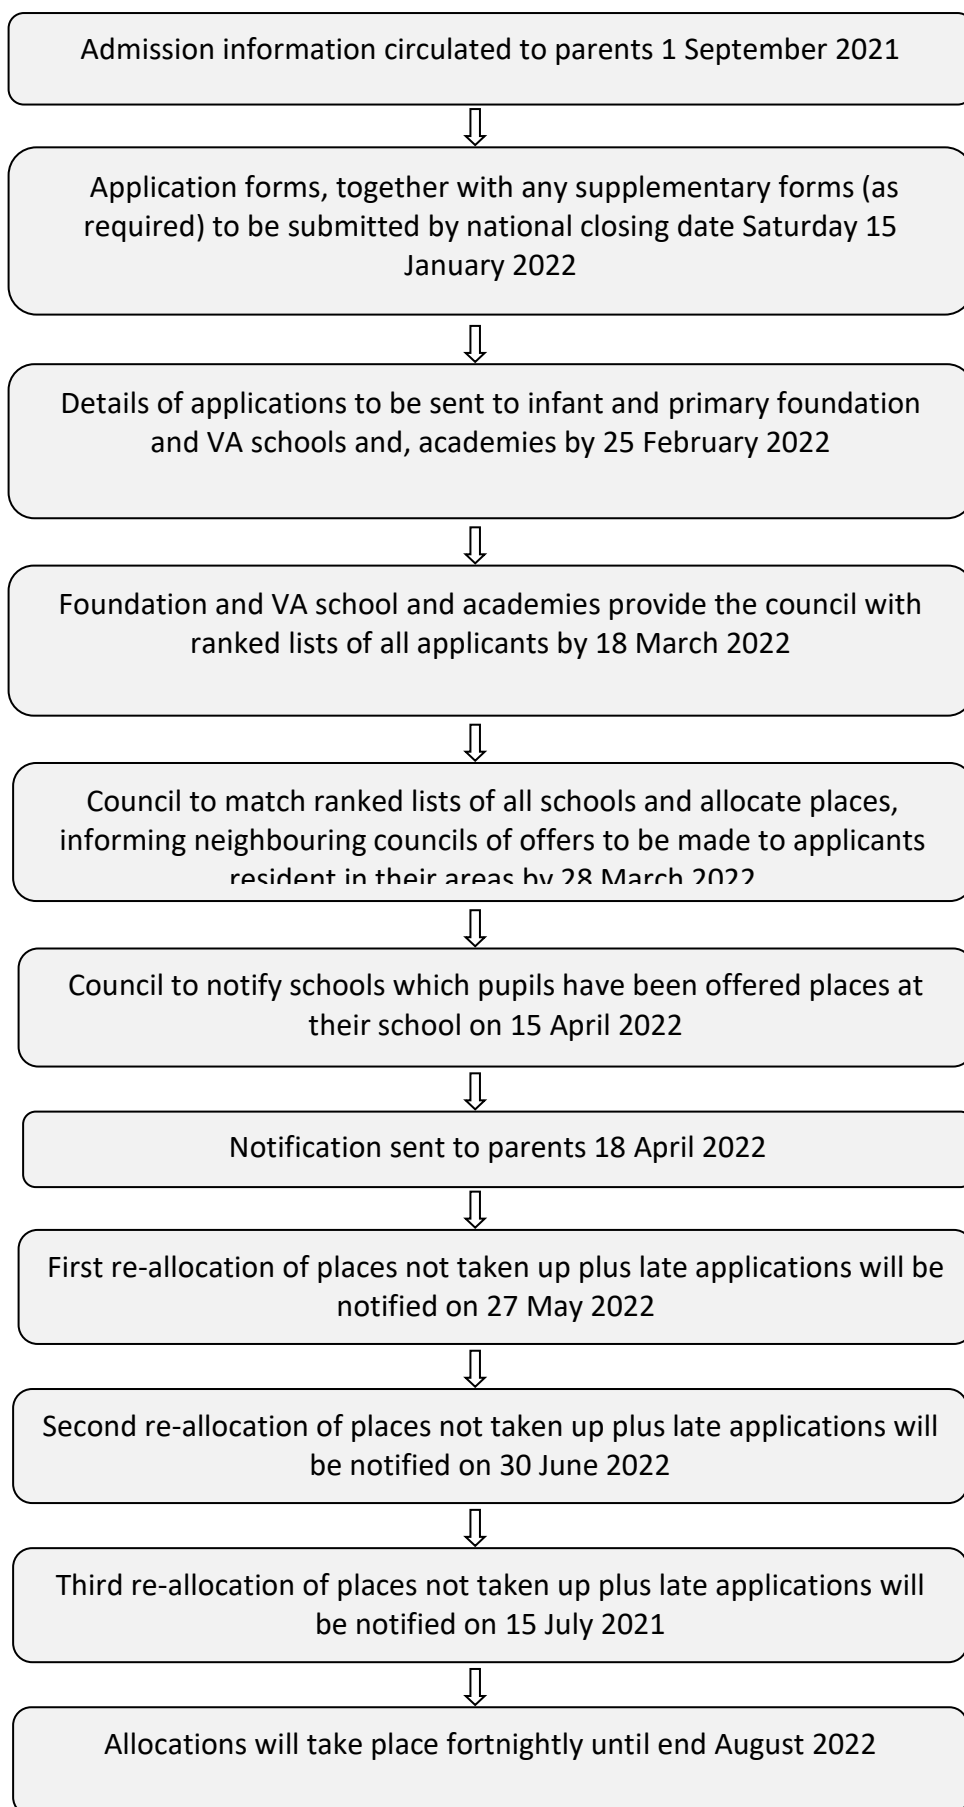 Admission information circulated to parents 1 September 2021
Application forms, together with any supplementary forms (as
required) to be submitted by national closing date Saturday 15
January 2022
Details of applications to be sent to infant and primary foundation
and VA schools and, academies by 25 February 2022
Foundation and VA school and academies provide the council with
ranked lists of all applicants by 18 March 2022
Council to match ranked lists of all schools and allocate places,
informing neighbouring councils of offers to be made to applicants
resident in their areas by 28 March 2022
Council to notify schools which pupils have been offered places at
their school on 15 April 2022
Notification sent to parents 18 April 2022
First re-allocation of places not taken up plus late applications will be
notified on 27 May 2022
Second re-allocation of places not taken up plus late applications will
be notified on 30 June 2022
Third re-allocation of places not taken up plus late applications will
be notified on 15 July 2021
Allocations will take place fortnightly until end August 2022